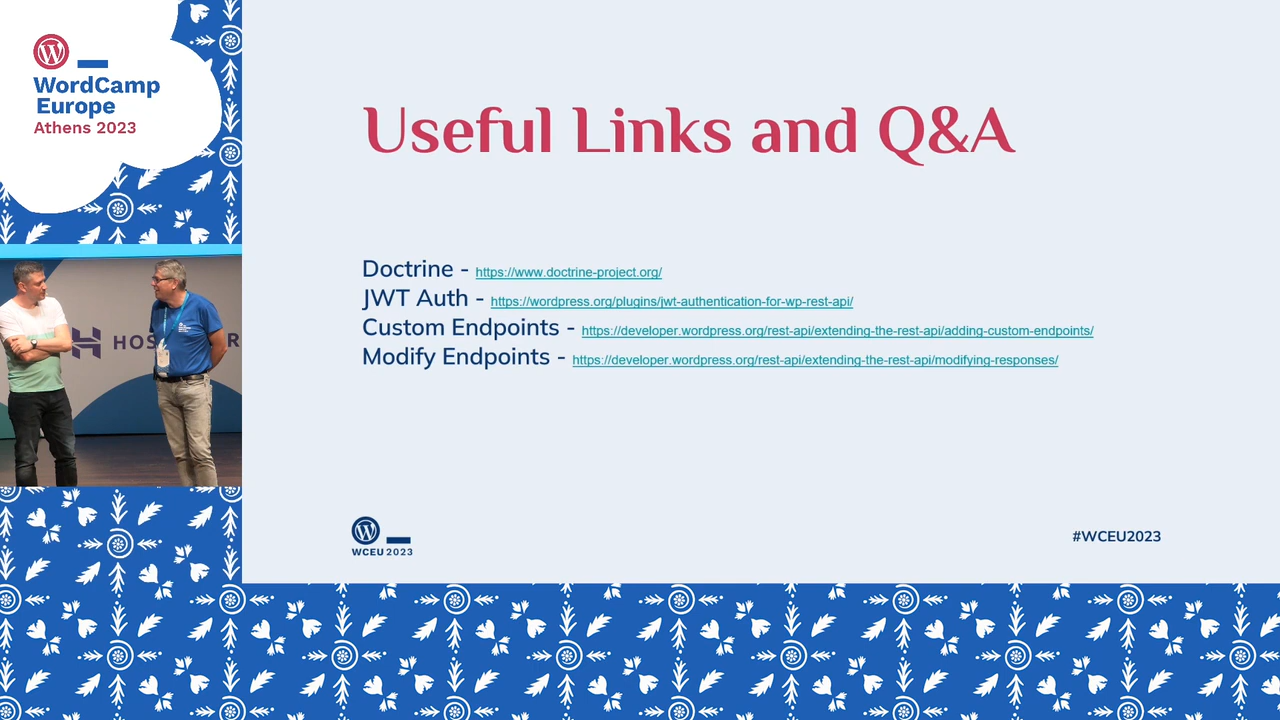 WordCamp
Europe
Athens 2023
Useful Links and Q&A
Doctrine - https://www.doctrine-project.org/
JWT Auth - https://wordpress.org/plugins/jwt-authentication-for-wp-rest-api/
Custom Endpoints - https://developer.wordpress.org/rest-api/extending-the-rest-api/adding-custom-endpoints/
Modify Endpoints - https://developer.wordpress.org/rest-api/extending-the-rest-api/modifying-responses/
WCEU 2023
#WCEU2023